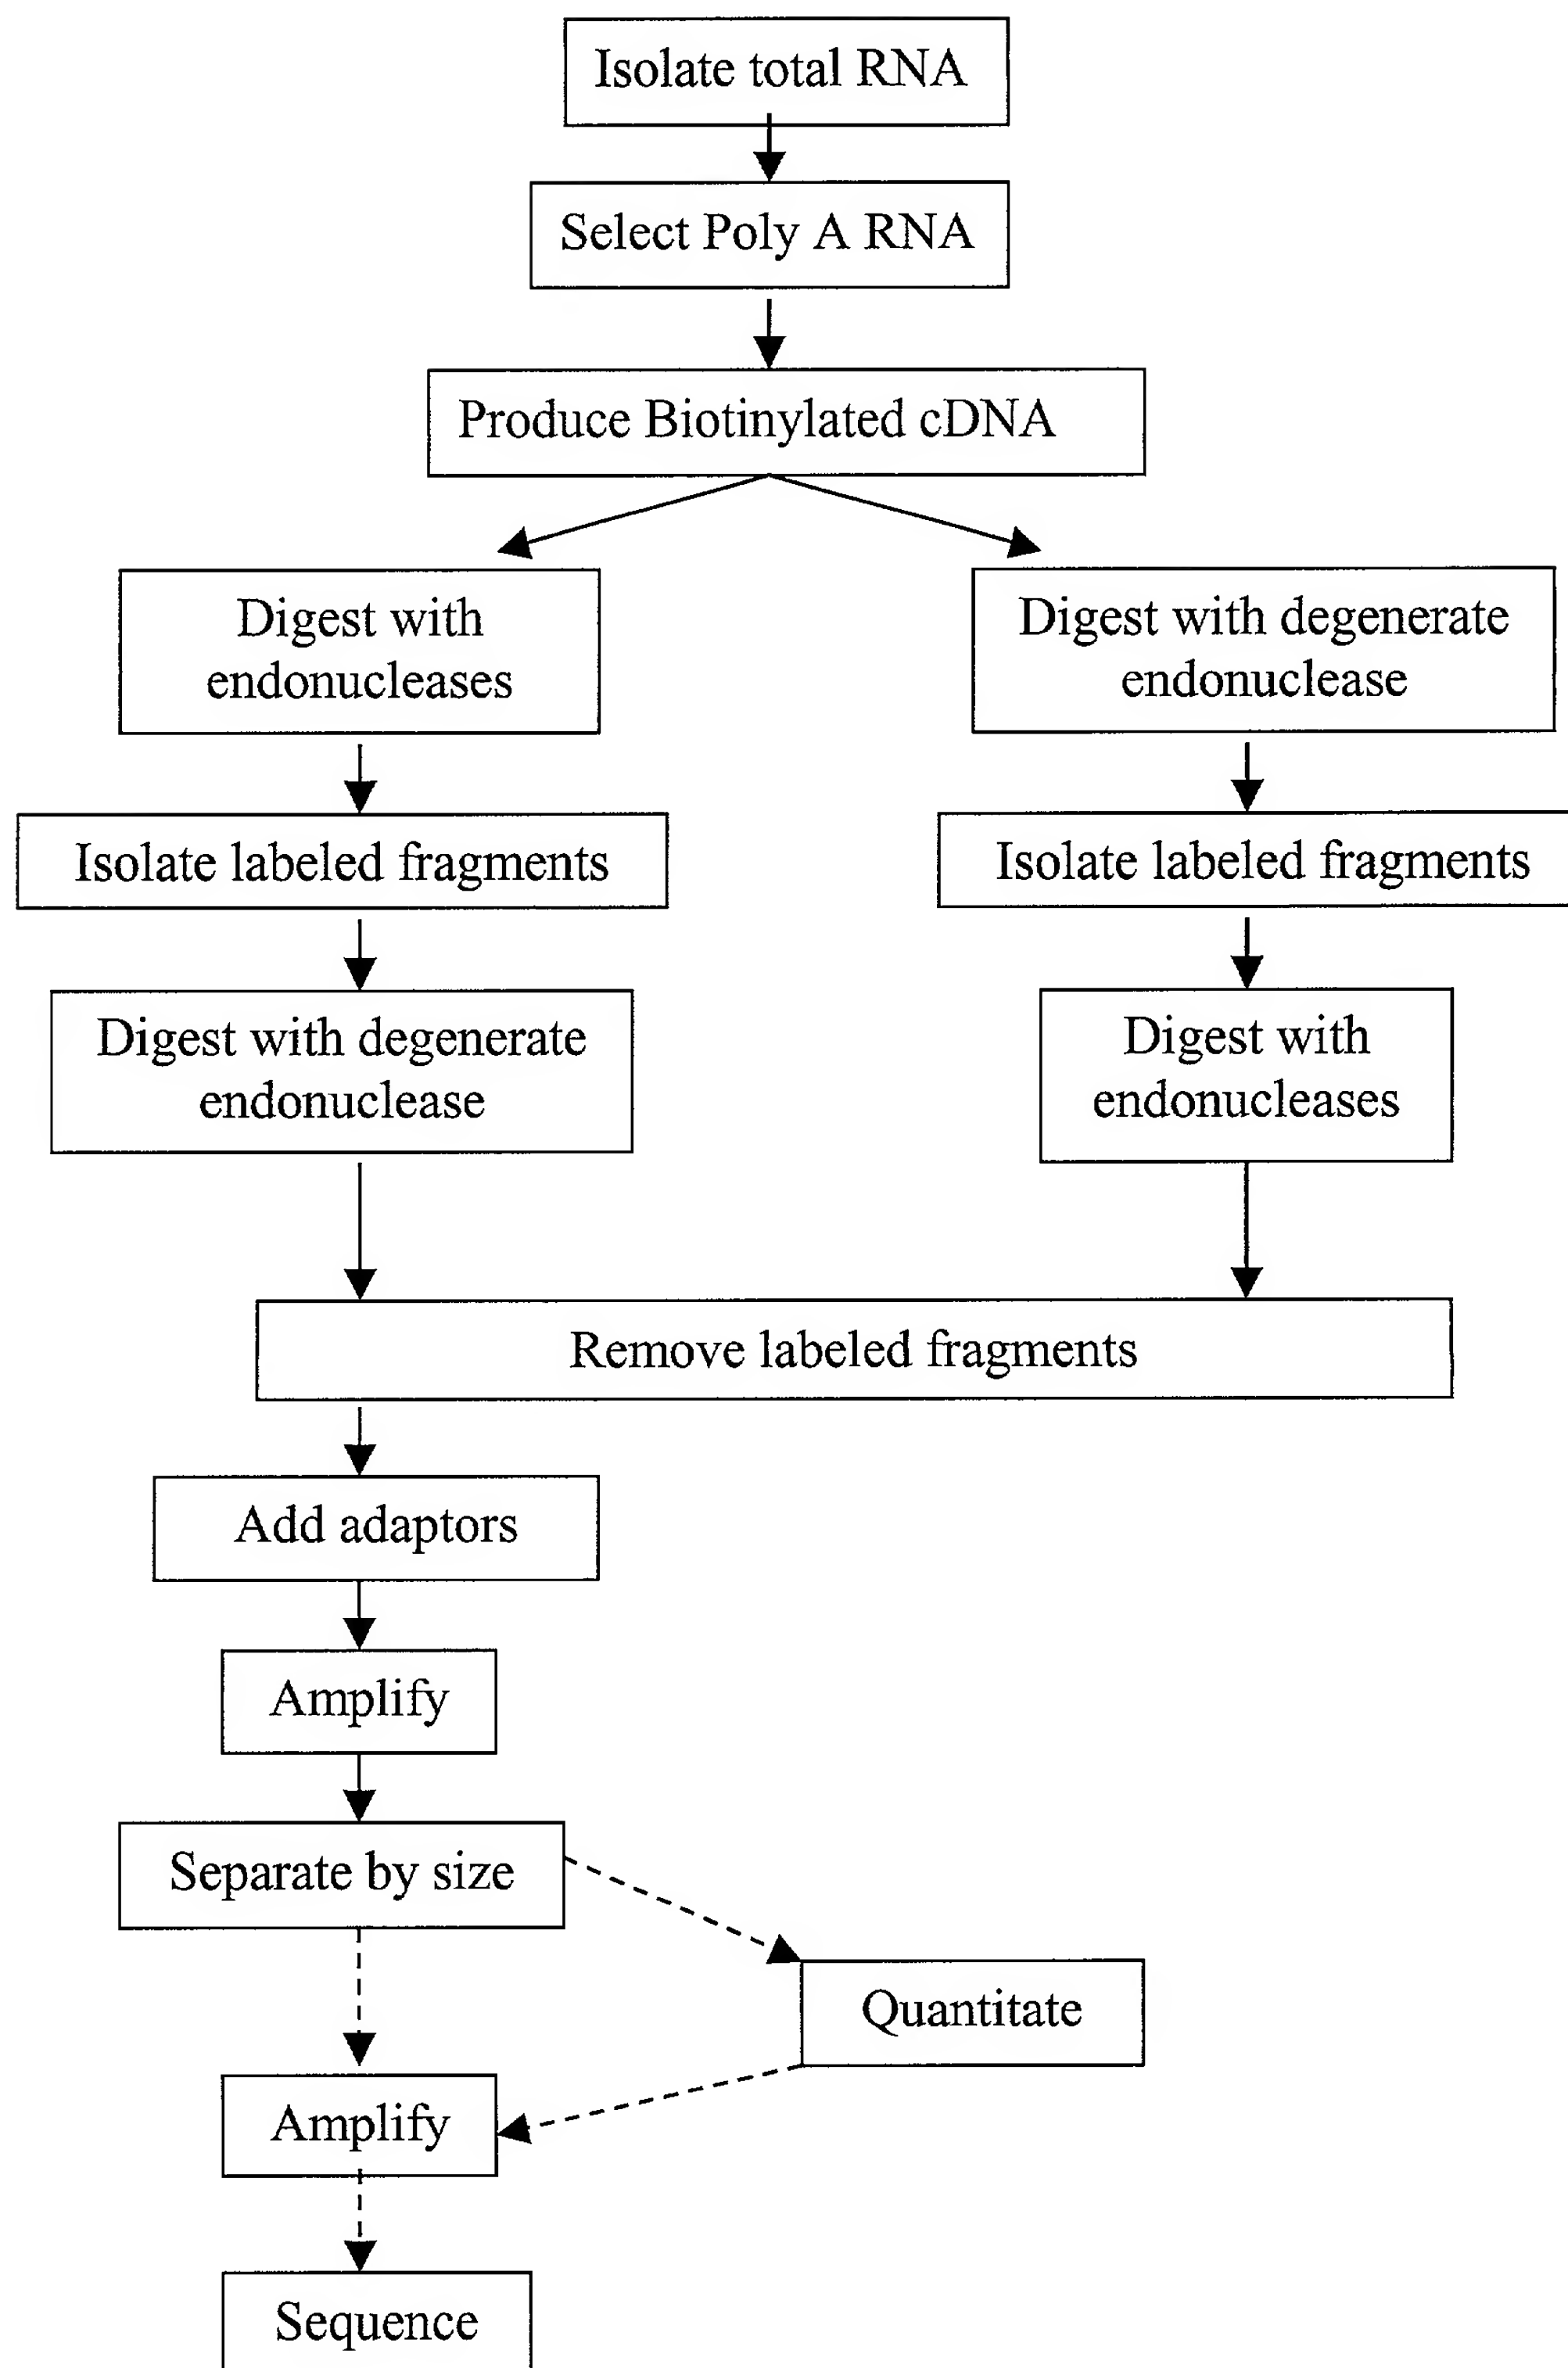 Isolate total RNA
Select Poly A RNA
Produce Biotinylated cDNA
Digest with
endonucleases
Digest with degenerate
endonuclease
Isolate labeled fragments
Isolate labeled fragments
Digest with degenerate
endonuclease
Digest with
endonucleases
Remove labeled fragments
Add adaptors
Amplify
Separate by size
Quantitate
Amplify
Sequence